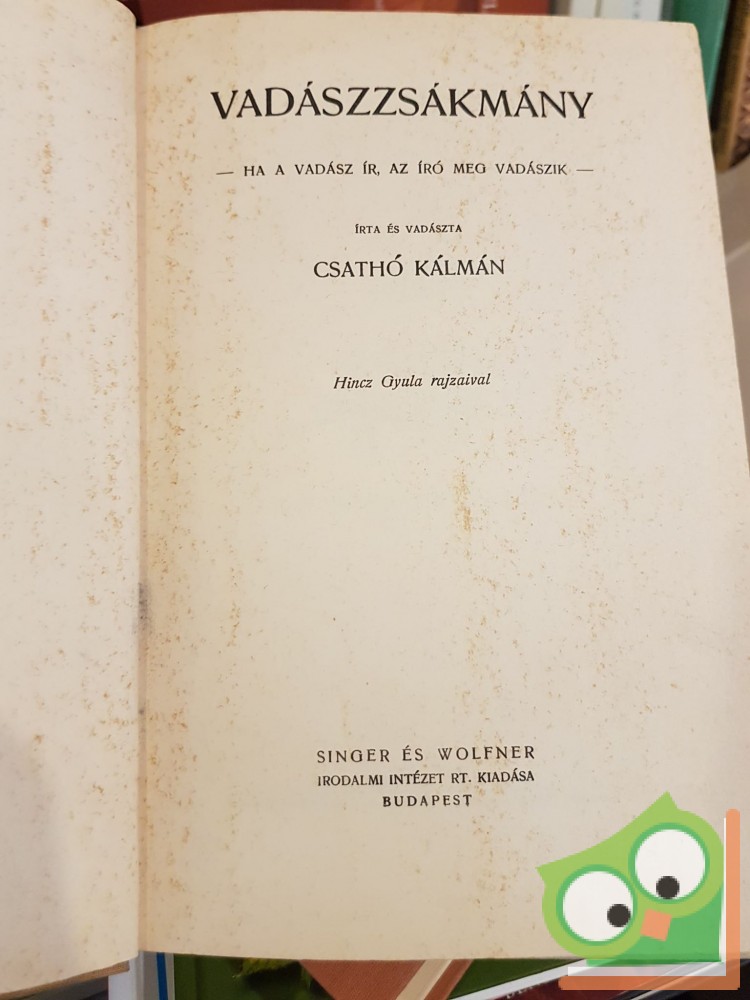 VADÁSZZSÁKMÁNY
— HA A VADÁSZ ÍR, AZ ÍRÓ MEG VADÁSZIK —
ÍRTA ÉS VADÁSZTA
CSATHÓ KÁLMÁN
Hincz Gyula rajzaival
SINGER ÉS WOLFNER
IRODALMI INTÉZET RT. KIADÁSA
BUDAPEST